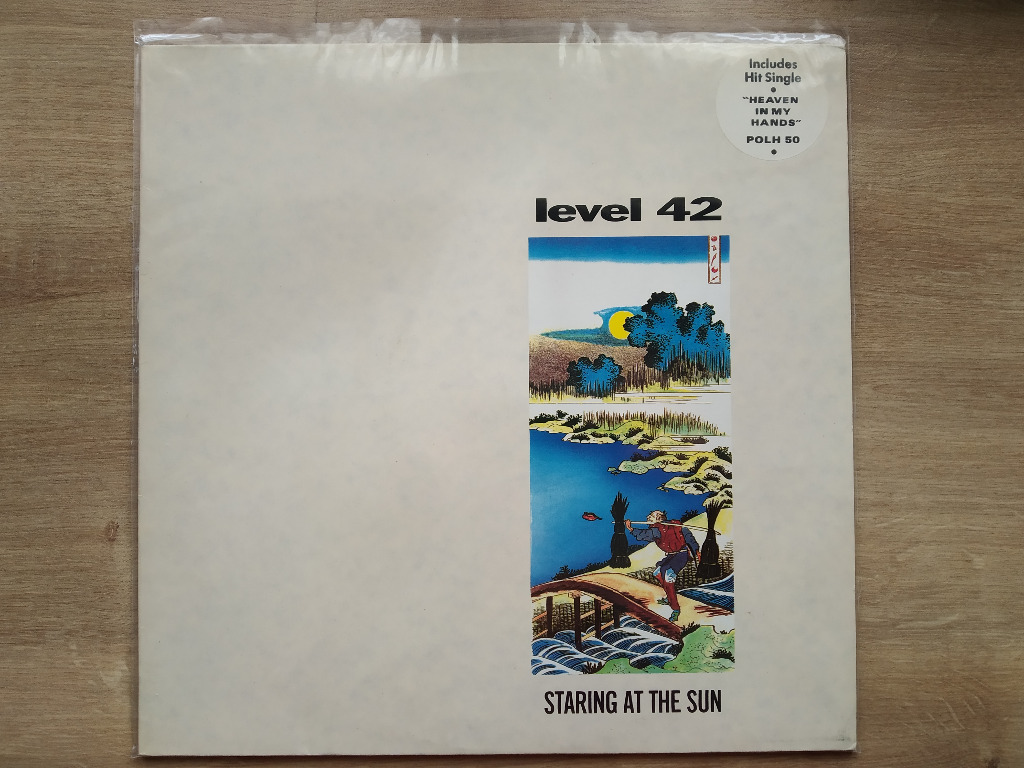 Includes
Hit Single
"HEAVEN
IN MY
HANDS"
POLH 50
level 42
STARING AT THE SUN